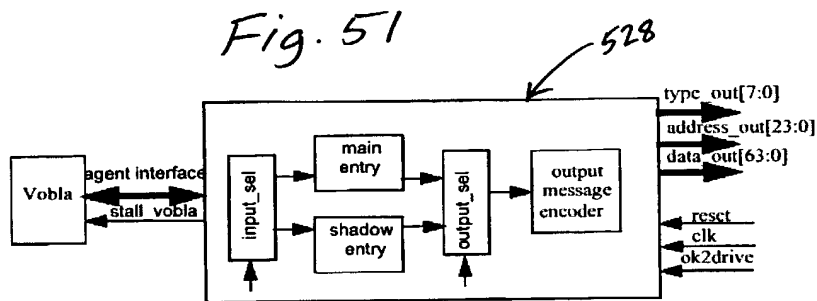 Fig. 51
528
type_out[7:0]
address_out[23:0]
data_out[63:0]
Vobla
agent interface
stall_vobla
input_sel
main
entry
shadow
entry
output_sel
output
message
encoder
reset
clk
ok2drive